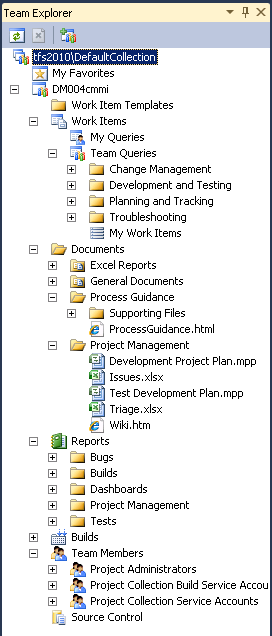 Team Explorer
tfs2010\DefaultCollection
My Favorites
DM004cmmi
Work Item Templates
Work Items
My Queries
Team Queries
Change Management
Development and Testing
Planning and Tracking
Troubleshooting
My Work Items
Documents
Excel Reports
General Documents
Process Guidance
Supporting Files
ProcessGuidance.html
Project Management
Development Project Plan.mpp
Issues.xlsx
Test Development Plan.mpp
Triage.xlsx
Wiki.htm
Reports
Bugs
Builds
Dashboards
Project Management
Tests
Builds
Team Members
Project Administrators
Project Collection Build Service Accou
Project Collection Service Accounts
Source Control